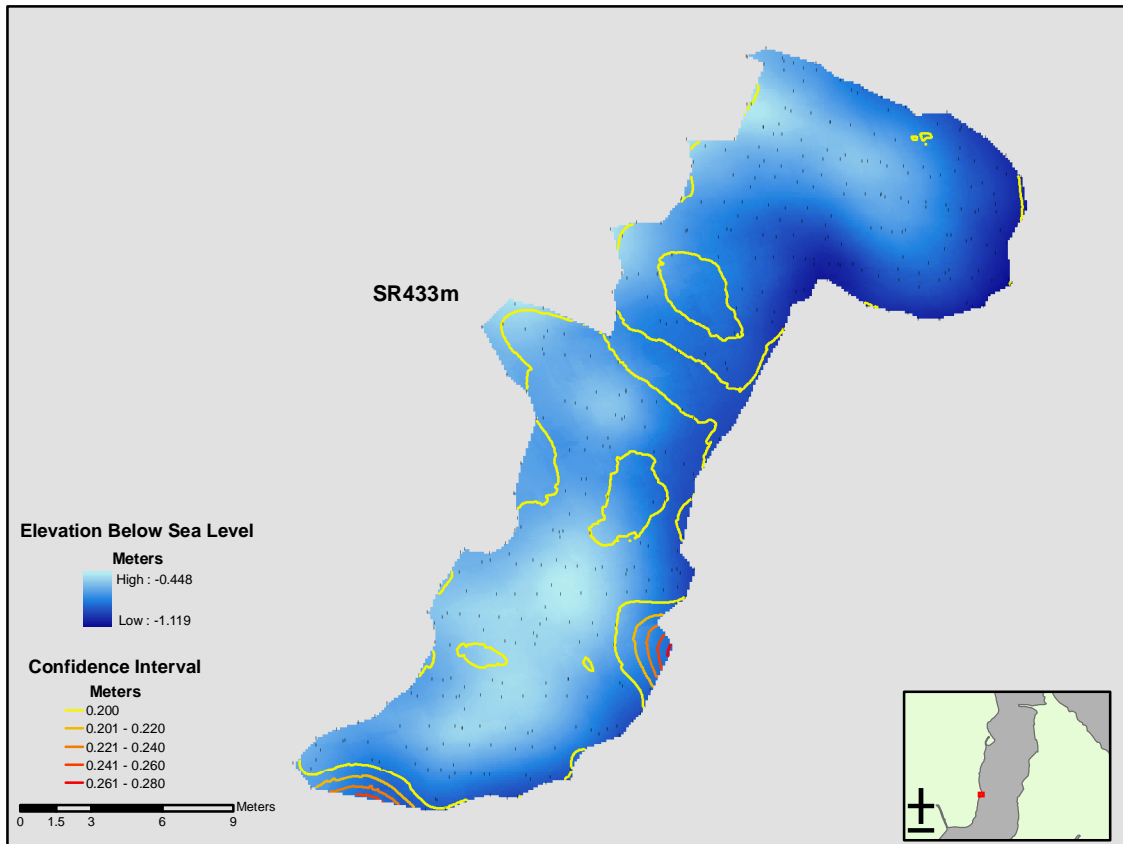 SR433m
Elevation Below Sea Level
Meters
High : -0.448
Low : -1.119
Confidence Interval
Meters
0.200
0.201 - 0.220
0.221 - 0.240
0.241 - 0.260
0.261 - 0.280
Meters
0 1.5 3 6 9